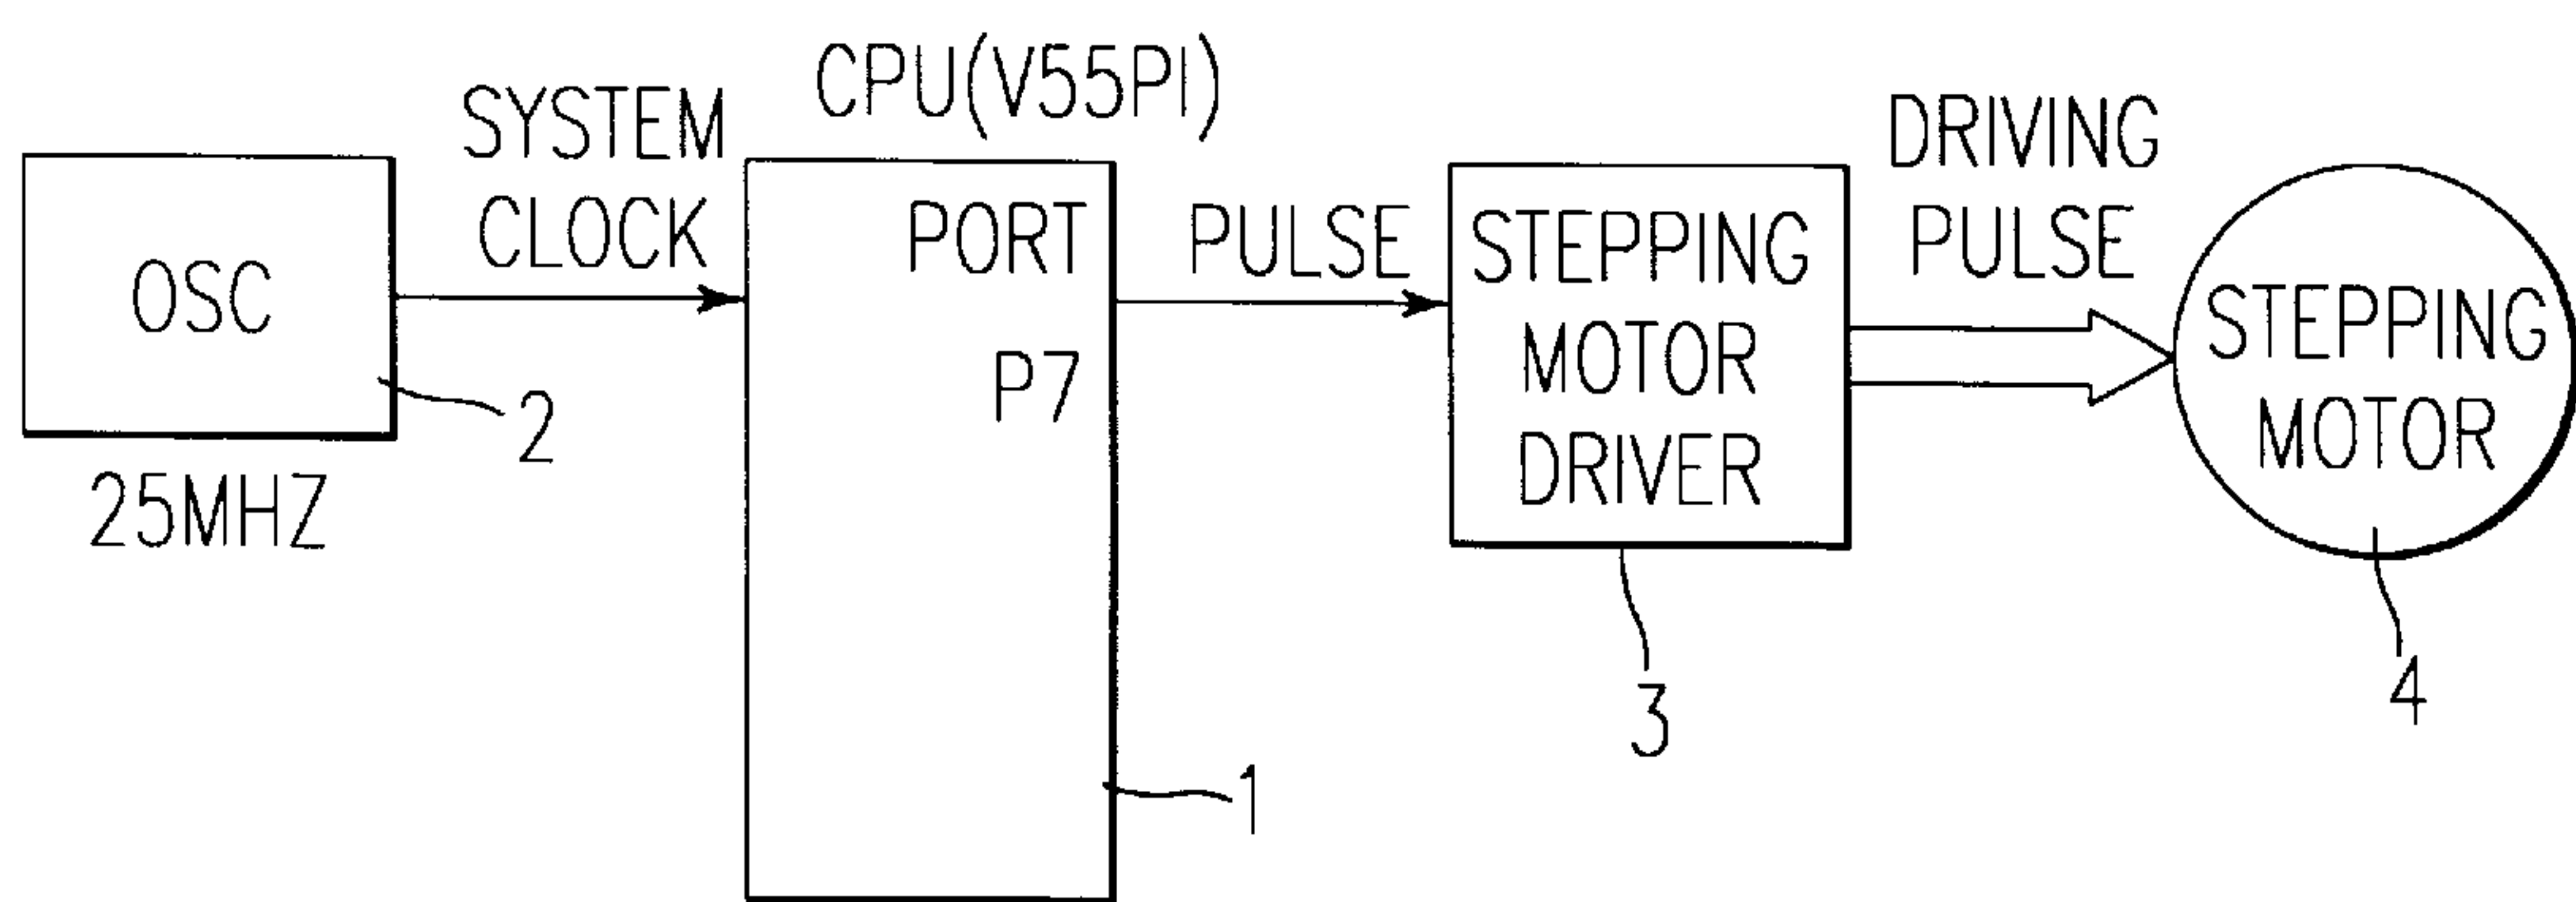 OSC
2
25MHZ
SYSTEM
CLOCK
CPU(V55PI)
PORT
P7
1
PULSE
STEPPING
MOTOR
DRIVER
3
DRIVING
PULSE
STEPPING
MOTOR
4